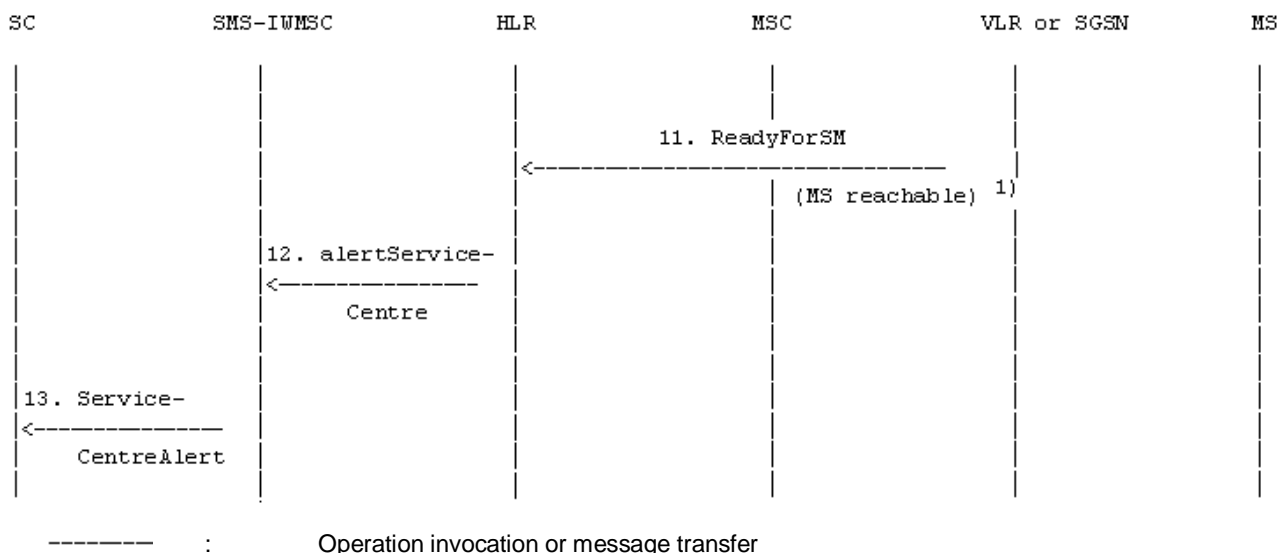 SC SMS-IWMSC HLR MSC VLR or SGSN MS
11. ReadyForSM
(MS reachable) 1)
12. alertService-
Centre
13. Service-
CentreAlert
: Operation invocation or message transfer